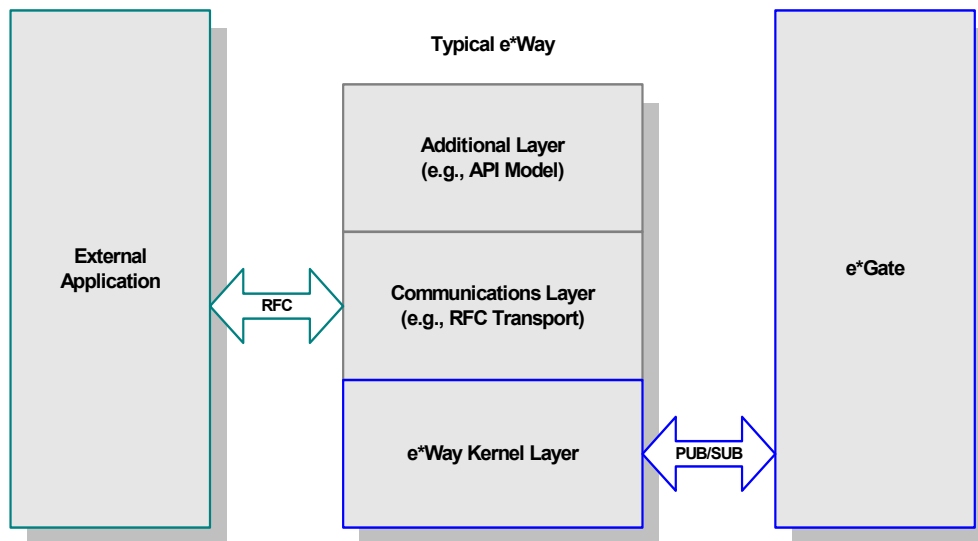 Typical e*Way
Additional Layer
(e.g., API Model)
External
Application
RFC
Communications Layer
(e.g., RFC Transport)
e*Gate
e*Way Kernel Layer
PUB/SUB